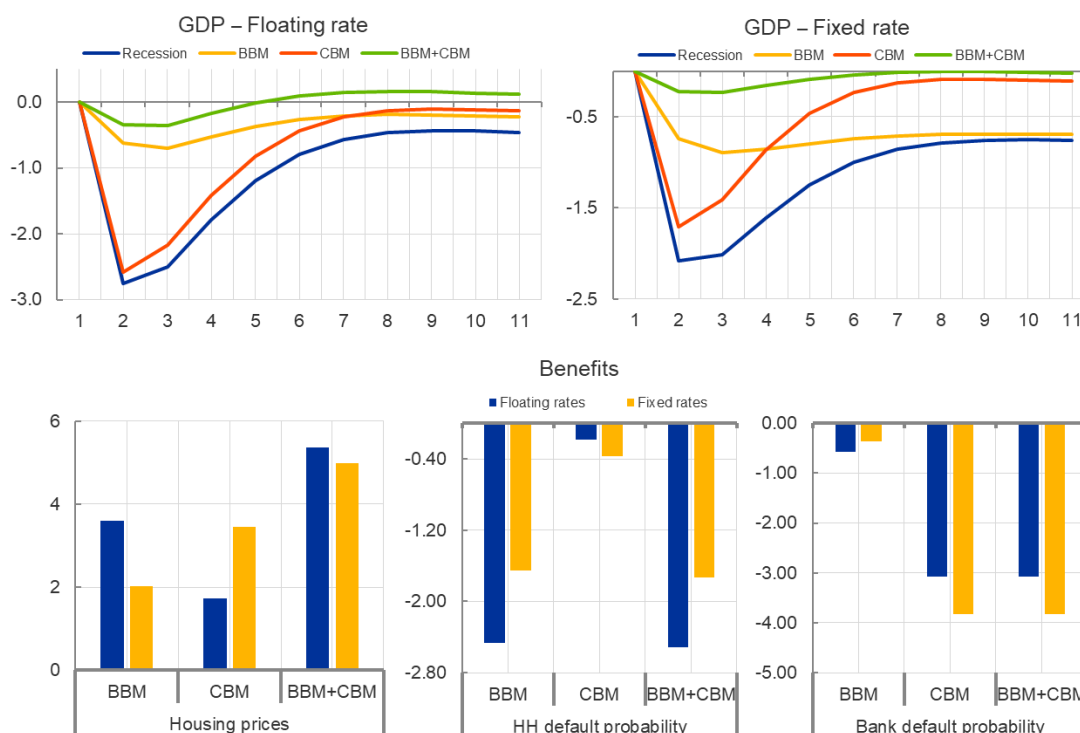 GDP – Floating rate
Recession BBM CBM BBM+CBM
0.0
-1.0
-2.0
-3.0
1 2 3 4 5 6 7 8 9 10 11
GDP – Fixed rate
Recession BBM CBM BBM+CBM
-0.5
-1.5
-2.5
1 2 3 4 5 6 7 8 9 10 11
Benefits
Floating rates Fixed rates
6
4
2
0
BBM CBM BBM+CBM
Housing prices
-0.40
-1.20
-2.00
-2.80
BBM CBM BBM+CBM
HH default probability
0.00
-1.00
-2.00
-3.00
-4.00
-5.00
BBM CBM BBM+CBM
Bank default probability